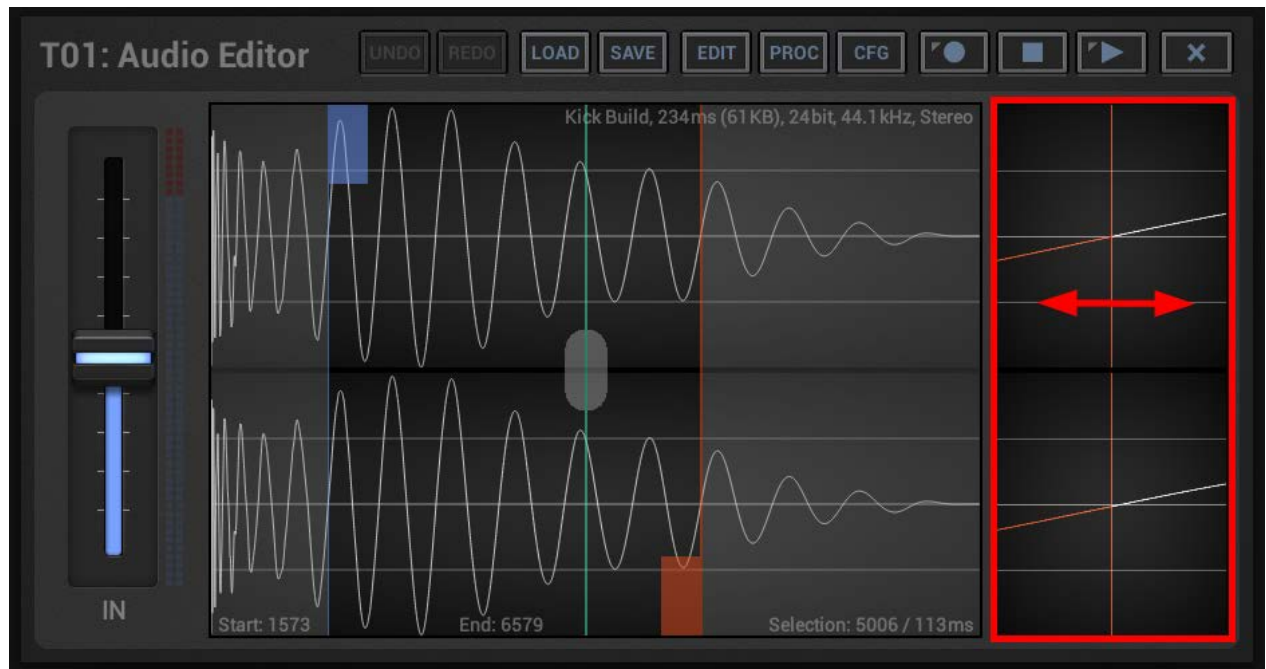 T01: Audio Editor UNDO REDO LOAD SAVE EDIT PROC CFG
Kick Build, 234ms (61KB), 24bit, 44.1kHz, Stereo
IN
Start: 1573 End: 6579 Selection: 5006 / 113ms